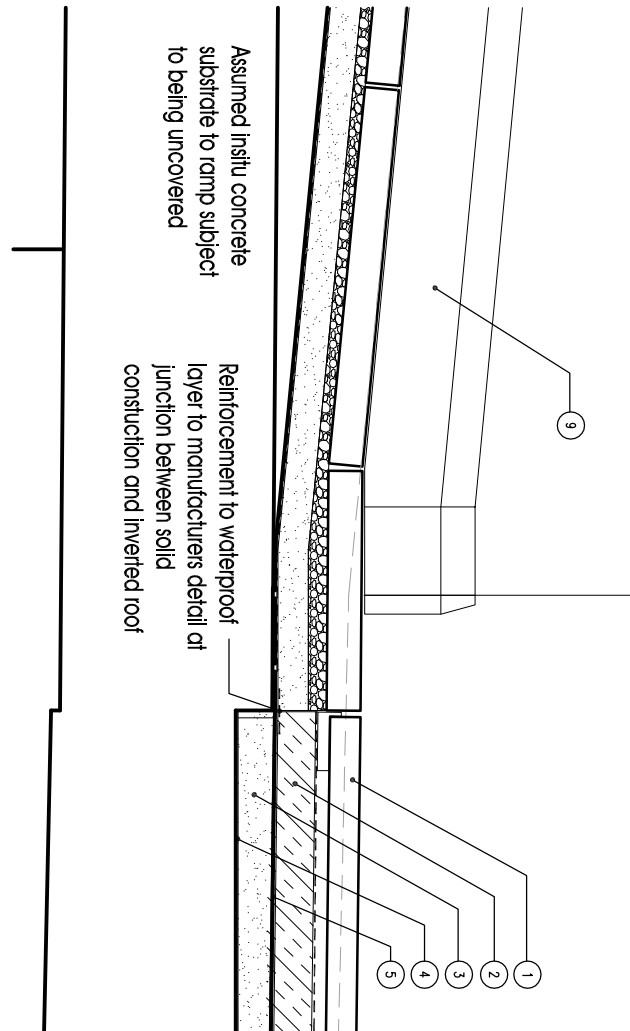 Assumed insitu concrete
substrate to ramp subject
to being uncovered
Reinforcement to waterproof
layer to manufacturers detail at
junction between solid
constuction and inverted roof
9
1
2
3
4
5